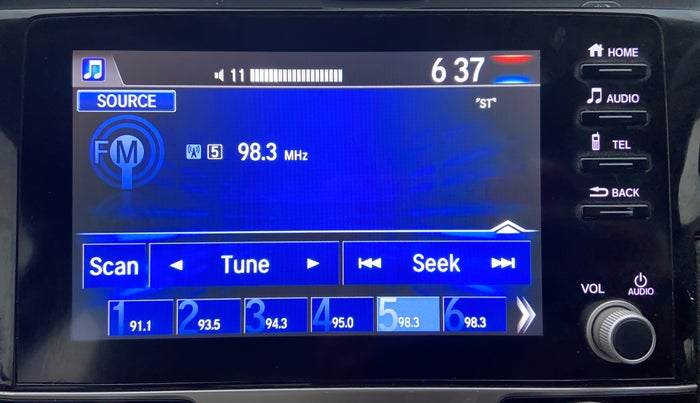 11 6 37
HOME
SOURCE "ST"
AUDIO
FM 5 98.3 MHz
TEL
BACK
Scan Tune Seek
VOL AUDIO
1 91.1 2 93.5 3 94.3 4 95.0 5 98.3 6 98.3